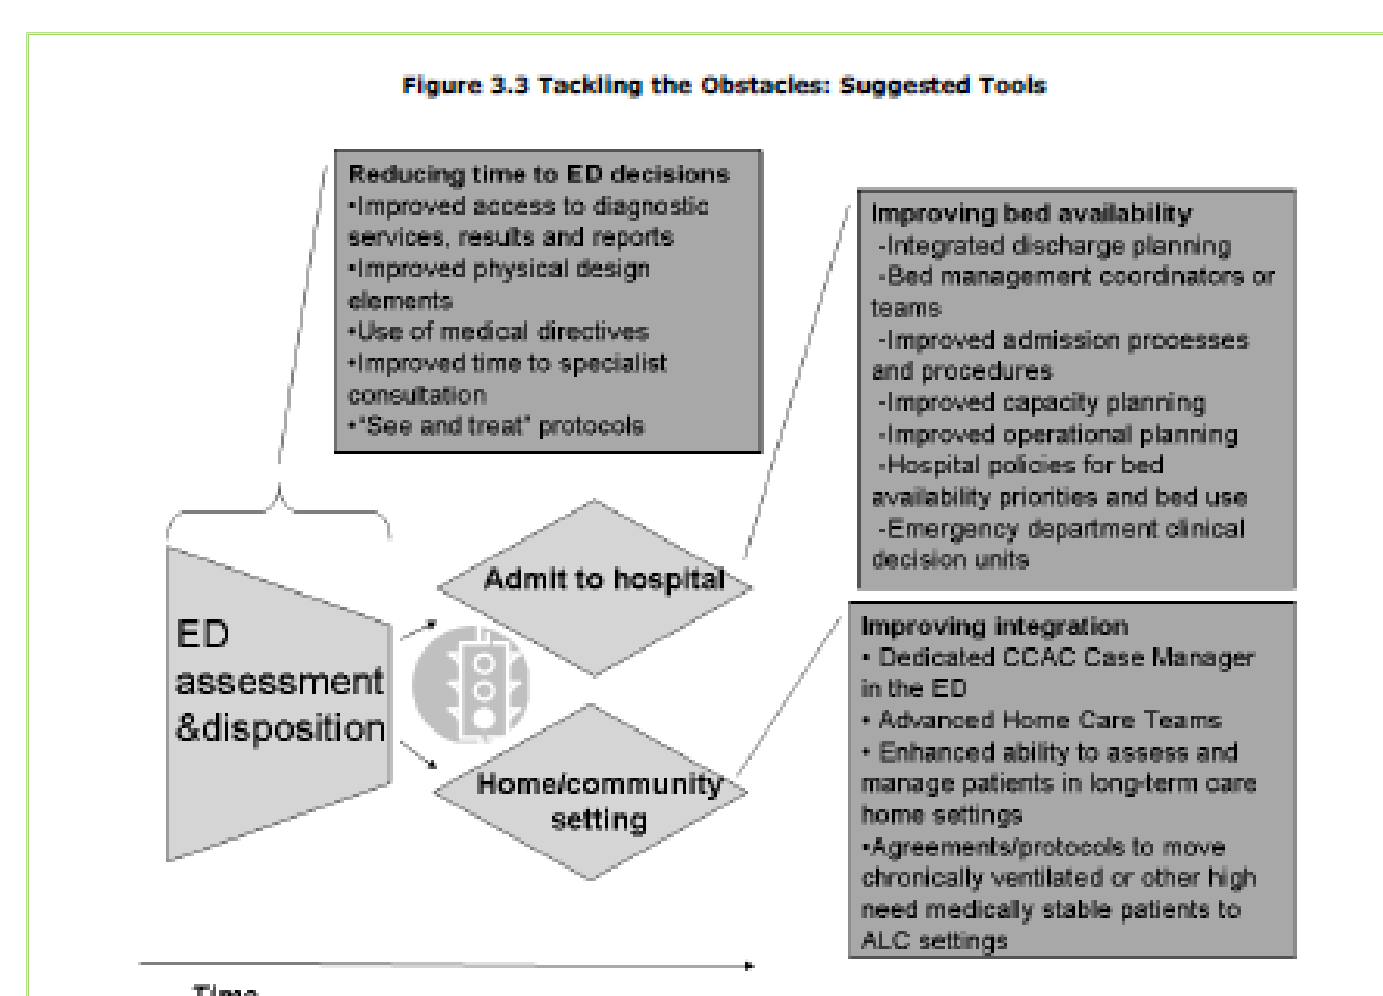 Figure 3.3 Tackling the Obstacles: Suggested Tools
Reducing time to ED decisions
•Improved access to diagnostic
services, results and reports
•Improved physical design
elements
•Use of medical directives
•Improved time to specialist
consultation
•"See and treat" protocols
Improving bed availability
-Integrated discharge planning
-Bed management coordinators or
teams
-Improved admission processes
and procedures
-Improved capacity planning
-Improved operational planning
-Hospital policies for bed
availability priorities and bed use
-Emergency department clinical
decision units
ED
assessment
&disposition
Admit to hospital
Home/community
setting
Improving integration
• Dedicated CCAC Case Manager
in the ED
• Advanced Home Care Teams
• Enhanced ability to assess and
manage patients in long-term care
home settings
•Agreements/protocols to move
chronically ventilated or other high
need medically stable patients to
ALC settings
Time